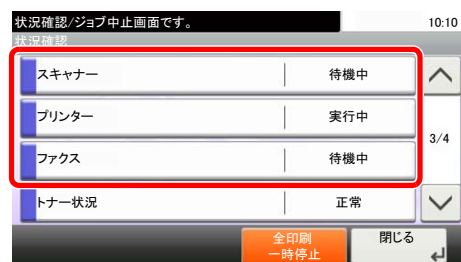 状況確認/ジョブ中止画面です。 10:10
状況確認
スキャナー 待機中
プリンター 実行中
ファクス 待機中
3/4
トナー状況 正常
全印刷
一時停止
閉じる